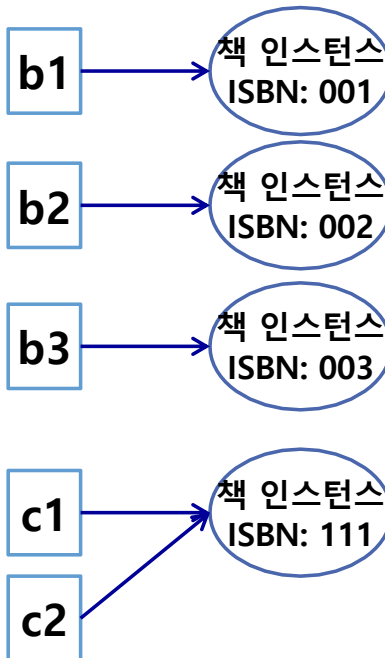 b1
책 인스턴스
ISBN: 001
b2
책 인스턴스
ISBN: 002
b3
책 인스턴스
ISBN: 003
c1
책 인스턴스
ISBN: 111
c2